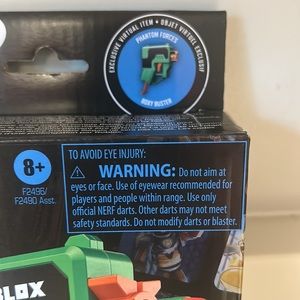 EXCLUSIVE VIRTUAL ITEM • OBJET VIRTUEL EXCLUSIF
PHANTOM FORCES
BOXY BUSTER
8+
F2496/
F2490 Asst.
TO AVOID EYE INJURY:
WARNING: Do not aim at
eyes or face. Use of eyewear recommended for
players and people within range. Use only
official NERF darts. Other darts may not meet
safety standards. Do not modify darts or blaster.
BLOX